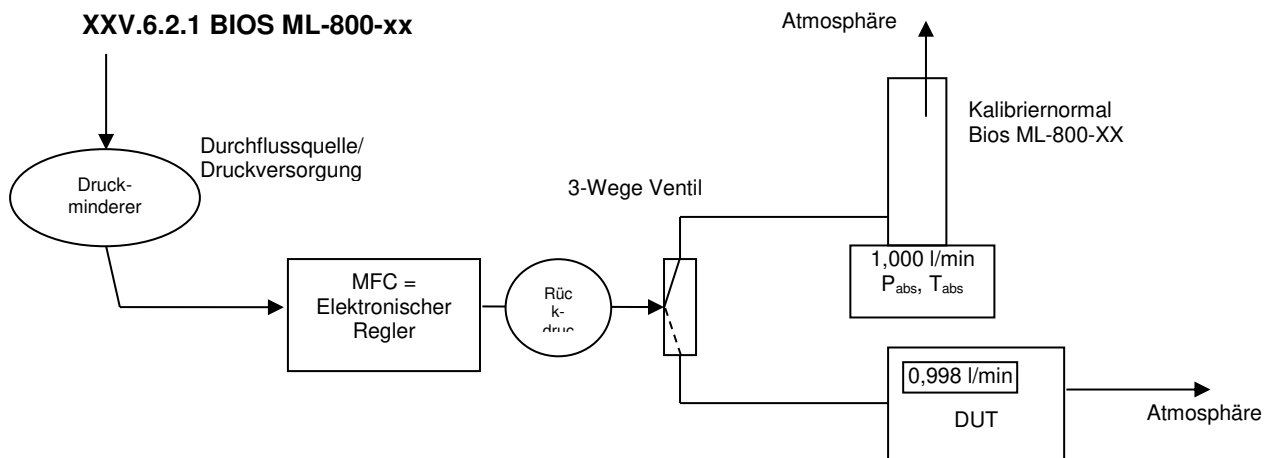 XXV.6.2.1 BIOS ML-800-xx
Atmosphäre
Durchflussquelle/
Druckversorgung
Druck-
minderer
Kalibriernormal
Bios ML-800-XX
3-Wege Ventil
1,000 l/min
Pabs, Tabs
MFC =
Elektronischer
Regler
Rüc
k-
druc
0,998 l/min
DUT
Atmosphäre